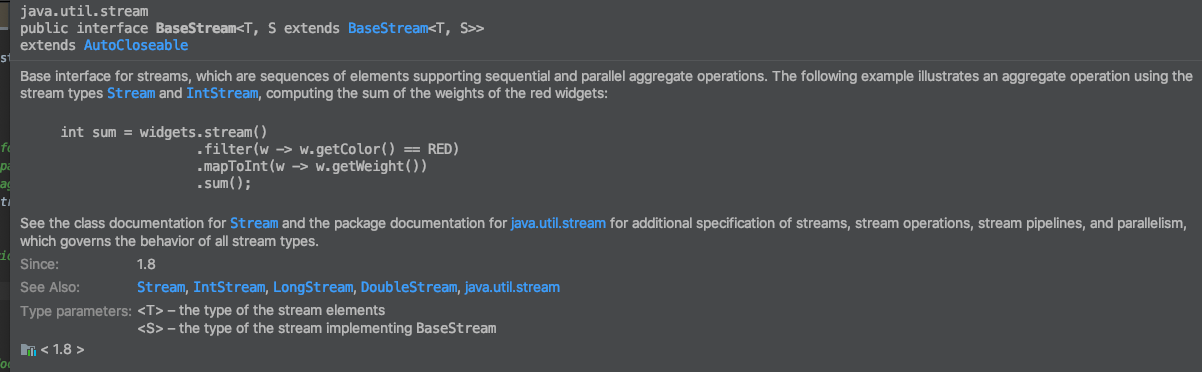 java.util.stream
public interface BaseStream<T, S extends BaseStream<T, S>>
extends AutoCloseable
Base interface for streams, which are sequences of elements supporting sequential and parallel aggregate operations. The following example illustrates an aggregate operation using the
stream types Stream and IntStream, computing the sum of the weights of the red widgets:
int sum = widgets.stream()
.filter(w -> w.getColor() == RED)
.mapToInt(w -> w.getWeight())
.sum();
See the class documentation for Stream and the package documentation for java.util.stream for additional specification of streams, stream operations, stream pipelines, and parallelism,
which governs the behavior of all stream types.
Since: 1.8
See Also: Stream, IntStream, LongStream, DoubleStream, java.util.stream
Type parameters: <T> – the type of the stream elements
<S> – the type of the stream implementing BaseStream
< 1.8 >